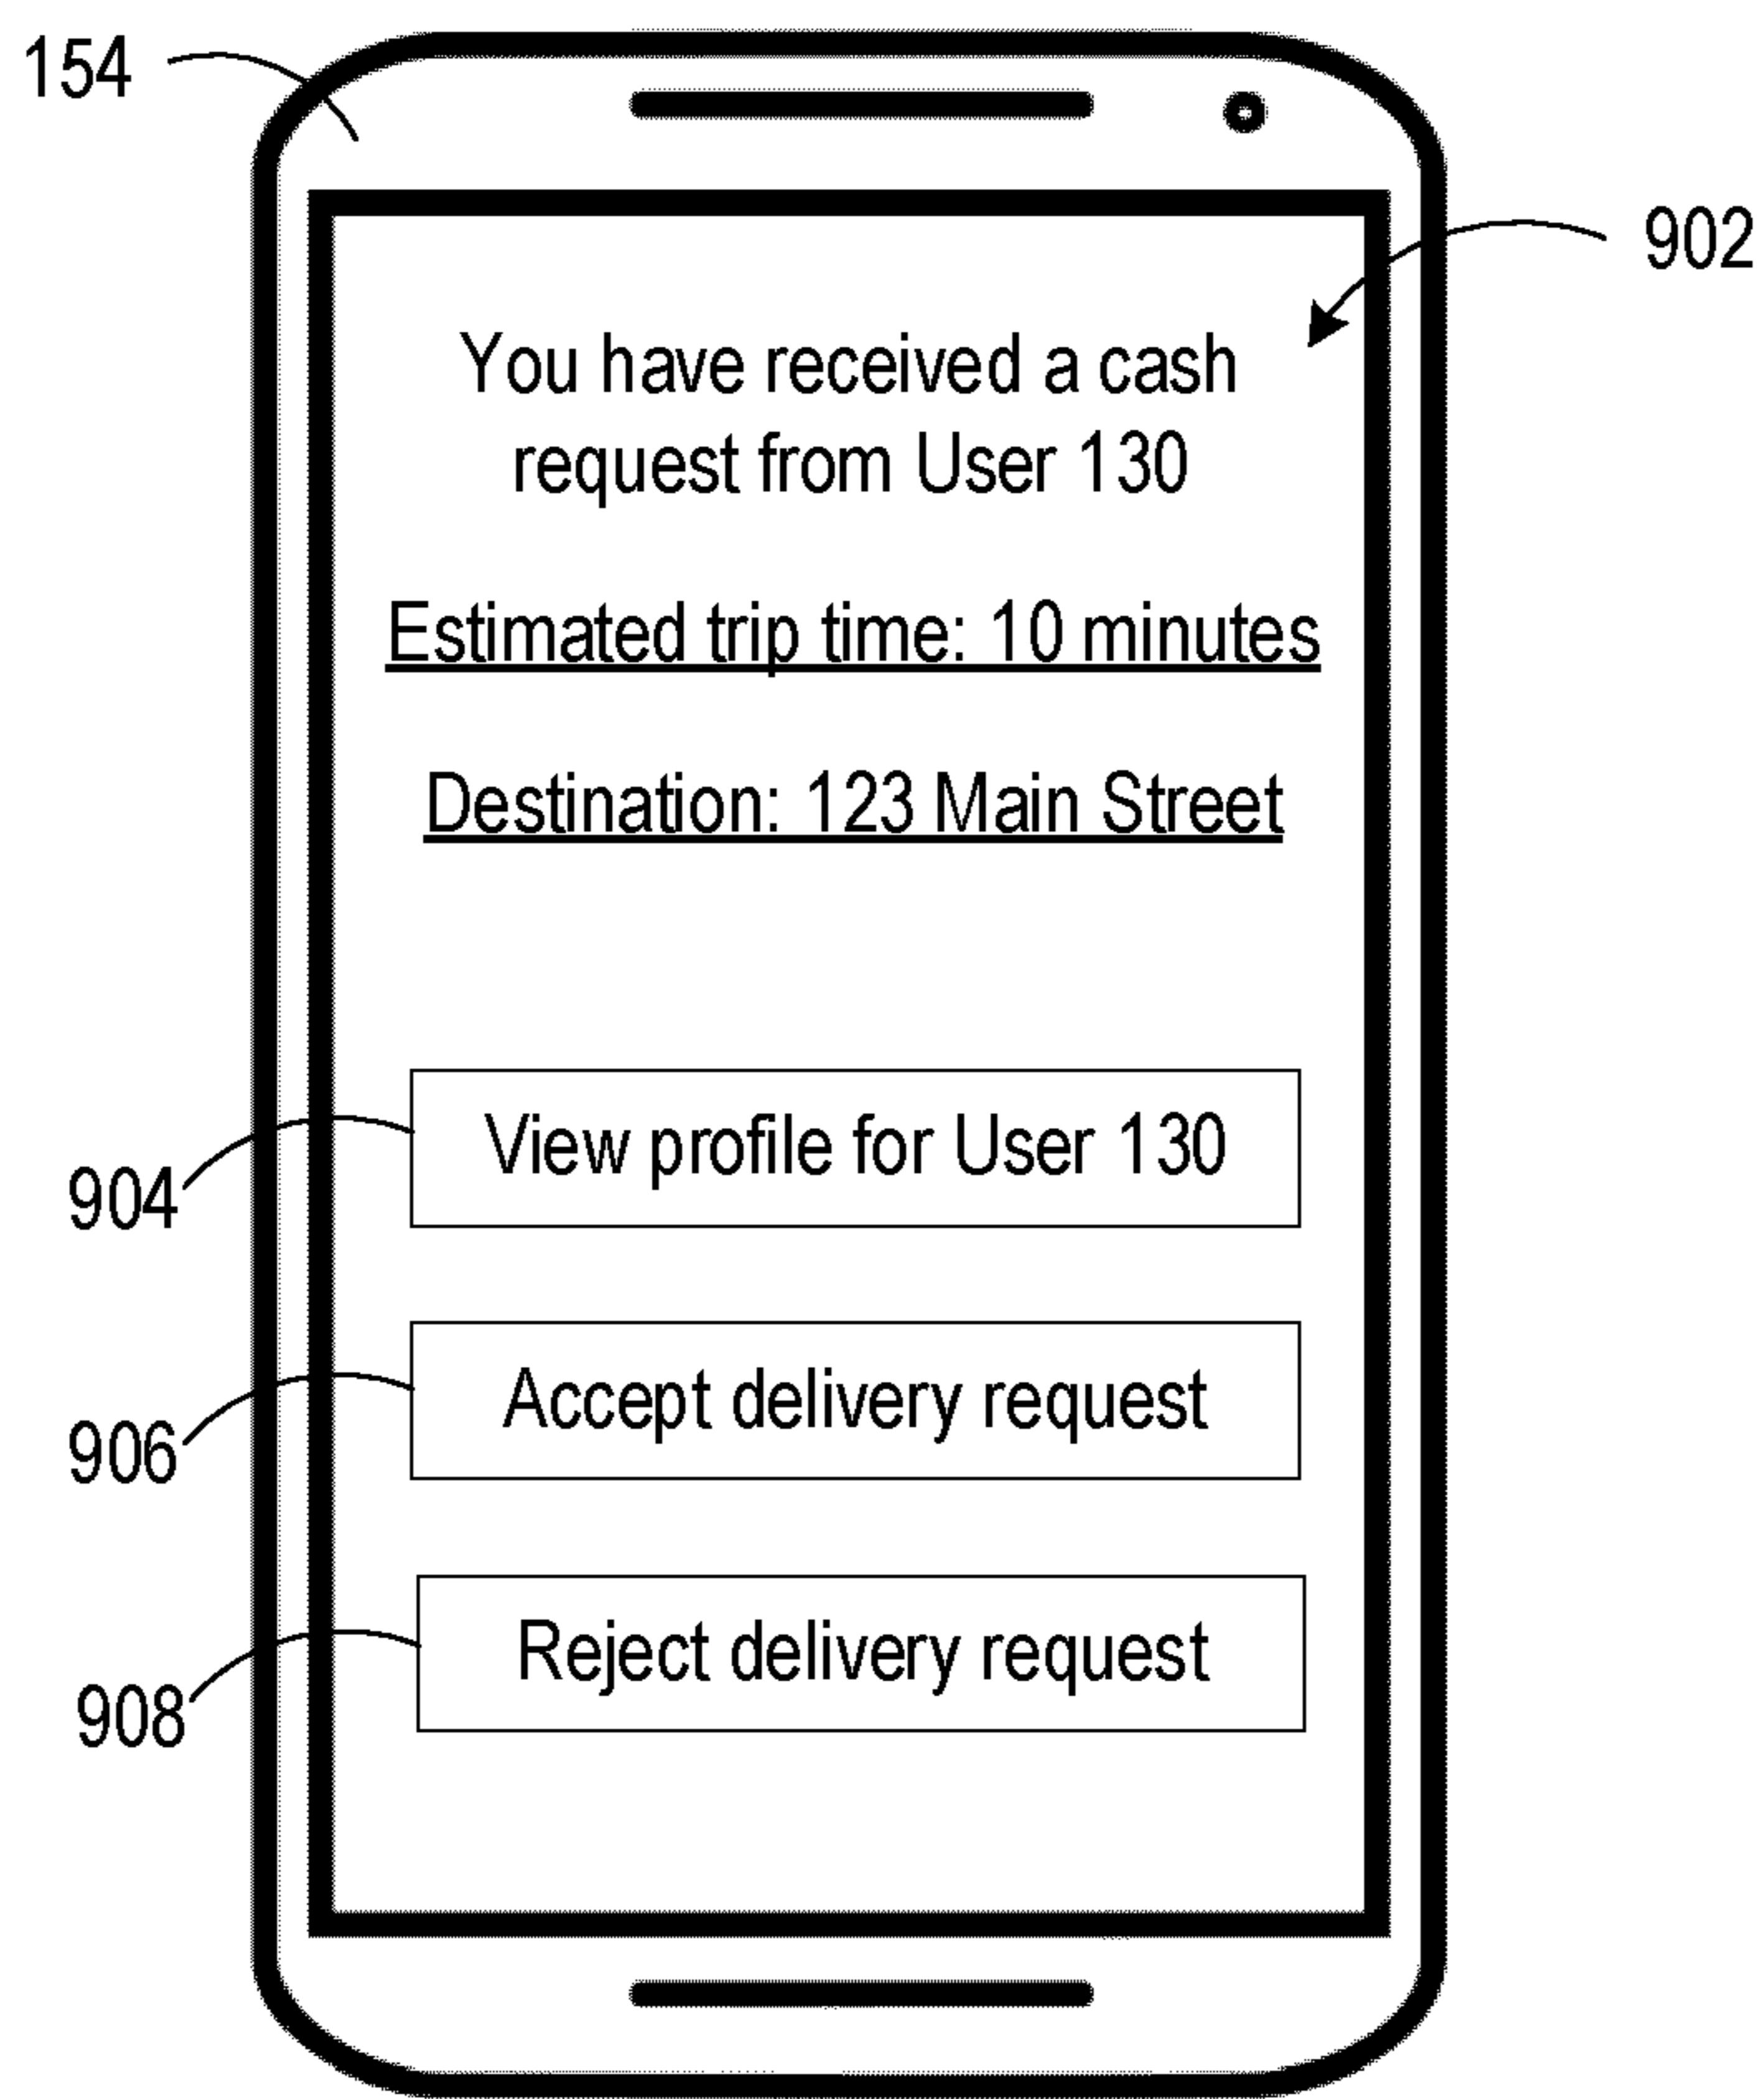 154
902
You have received a cash
request from User 130
Estimated trip time: 10 minutes
Destination: 123 Main Street
View profile for User 130
904
Accept delivery request
906
Reject delivery request
908